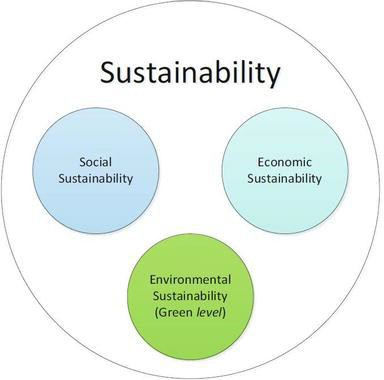 Sustainability
Social
Sustainability
Economic
Sustainability
Environmental
Sustainability
(Green level)